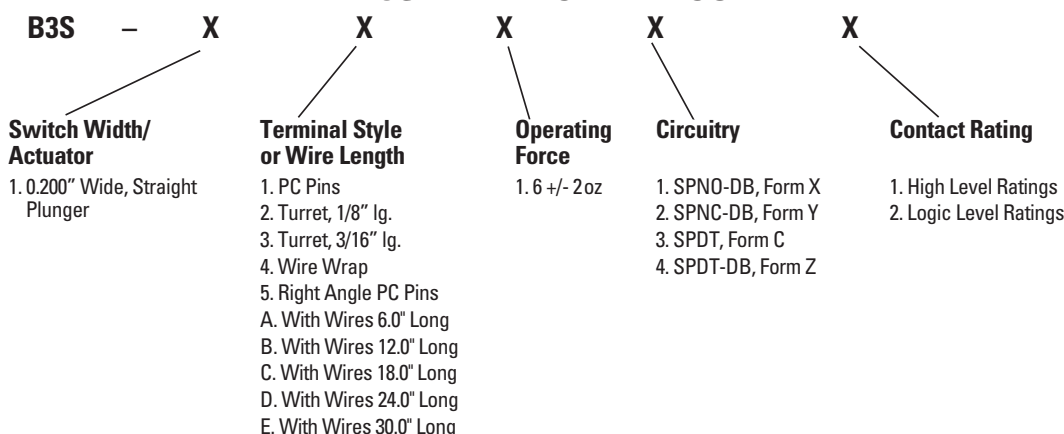 B3S – X X X X X
Switch Width/
Actuator
1. 0.200" Wide, Straight
Plunger
Terminal Style
or Wire Length
1. PC Pins
2. Turret, 1/8" lg.
3. Turret, 3/16" lg.
4. Wire Wrap
5. Right Angle PC Pins
A. With Wires 6.0" Long
B. With Wires 12.0" Long
C. With Wires 18.0" Long
D. With Wires 24.0" Long
E. With Wires 30.0" Long
Operating
Force
1. 6 +/- 2 oz
Circuitry
1. SPNO-DB, Form X
2. SPNC-DB, Form Y
3. SPDT, Form C
4. SPDT-DB, Form Z
Contact Rating
1. High Level Ratings
2. Logic Level Ratings